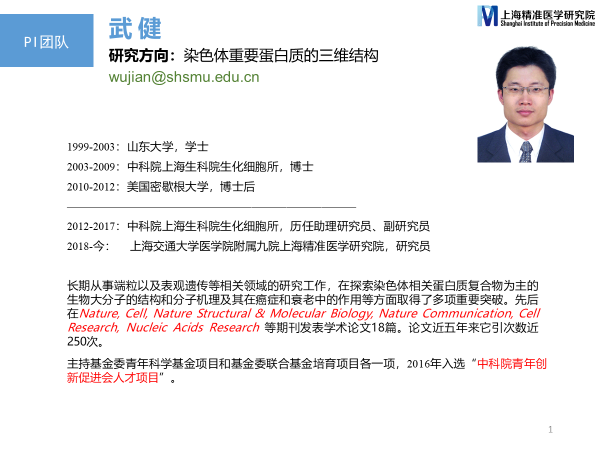 PI团队
武 健
研究方向：染色体重要蛋白质的三维结构
wujian@shsmu.edu.cn
上海精准医学研究院
Shanghai Institute of Precision Medicine
1999-2003：山东大学，学士
2003-2009：中科院上海生科院生化细胞所，博士
2010-2012：美国密歇根大学，博士后
2012-2017：中科院上海生科院生化细胞所，历任助理研究员、副研究员
2018-今： 上海交通大学医学院附属九院上海精准医学研究院，研究员
长期从事端粒以及表观遗传等相关领域的研究工作，在探索染色体相关蛋白质复合物为主的
生物大分子的结构和分子机理及其在癌症和衰老中的作用等方面取得了多项重要突破。先后
在Nature, Cell, Nature Structural & Molecular Biology, Nature Communication, Cell
Research, Nucleic Acids Research 等期刊发表学术论文18篇。论文近五年来它引次数近
250次。
主持基金委青年科学基金项目和基金委联合基金培育项目各一项，2016年入选“中科院青年创
新促进会人才项目”。
1